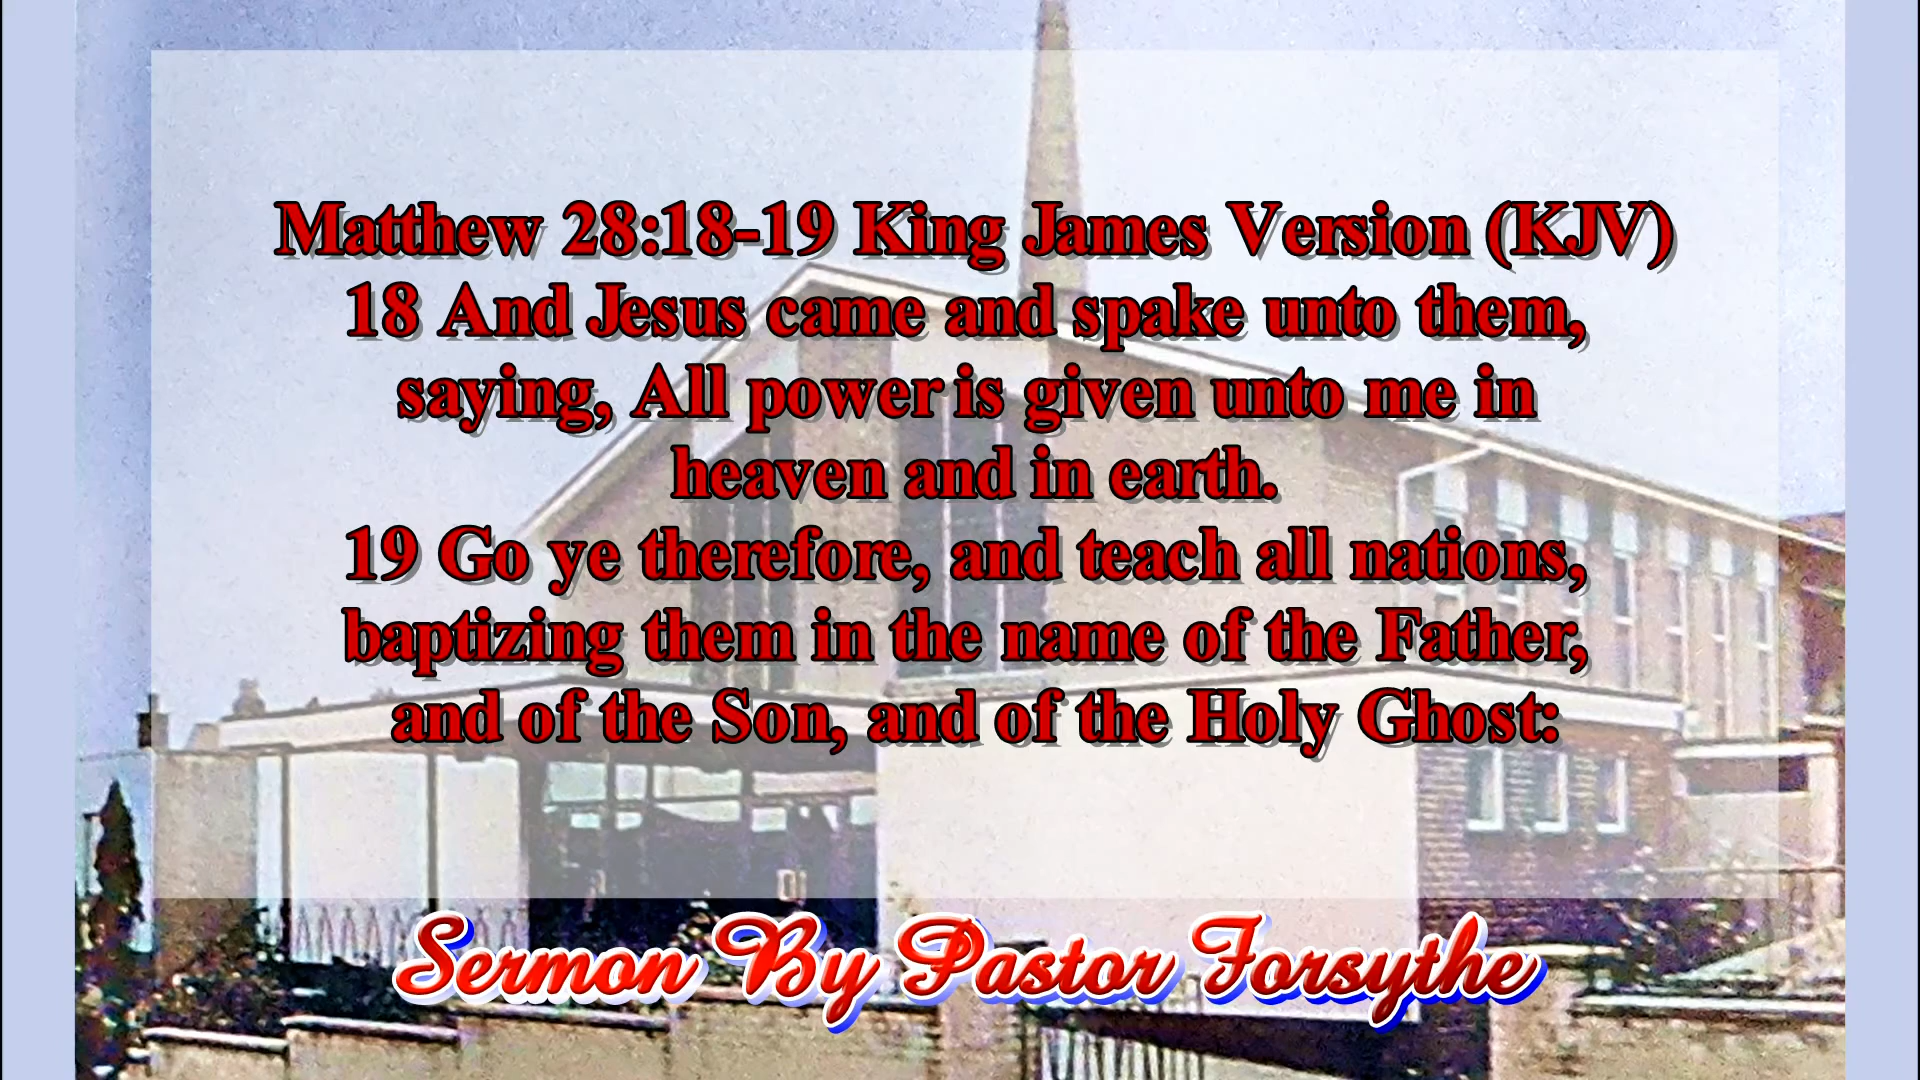 Matthew 28:18-19 King James Version (KJV)
18 And Jesus came and spake unto them,
saying, All power is given unto me in
heaven and in earth.
19 Go ye therefore, and teach all nations,
baptizing them in the name of the Father,
and of the Son, and of the Holy Ghost:
Sermon By Pastor Forsythe